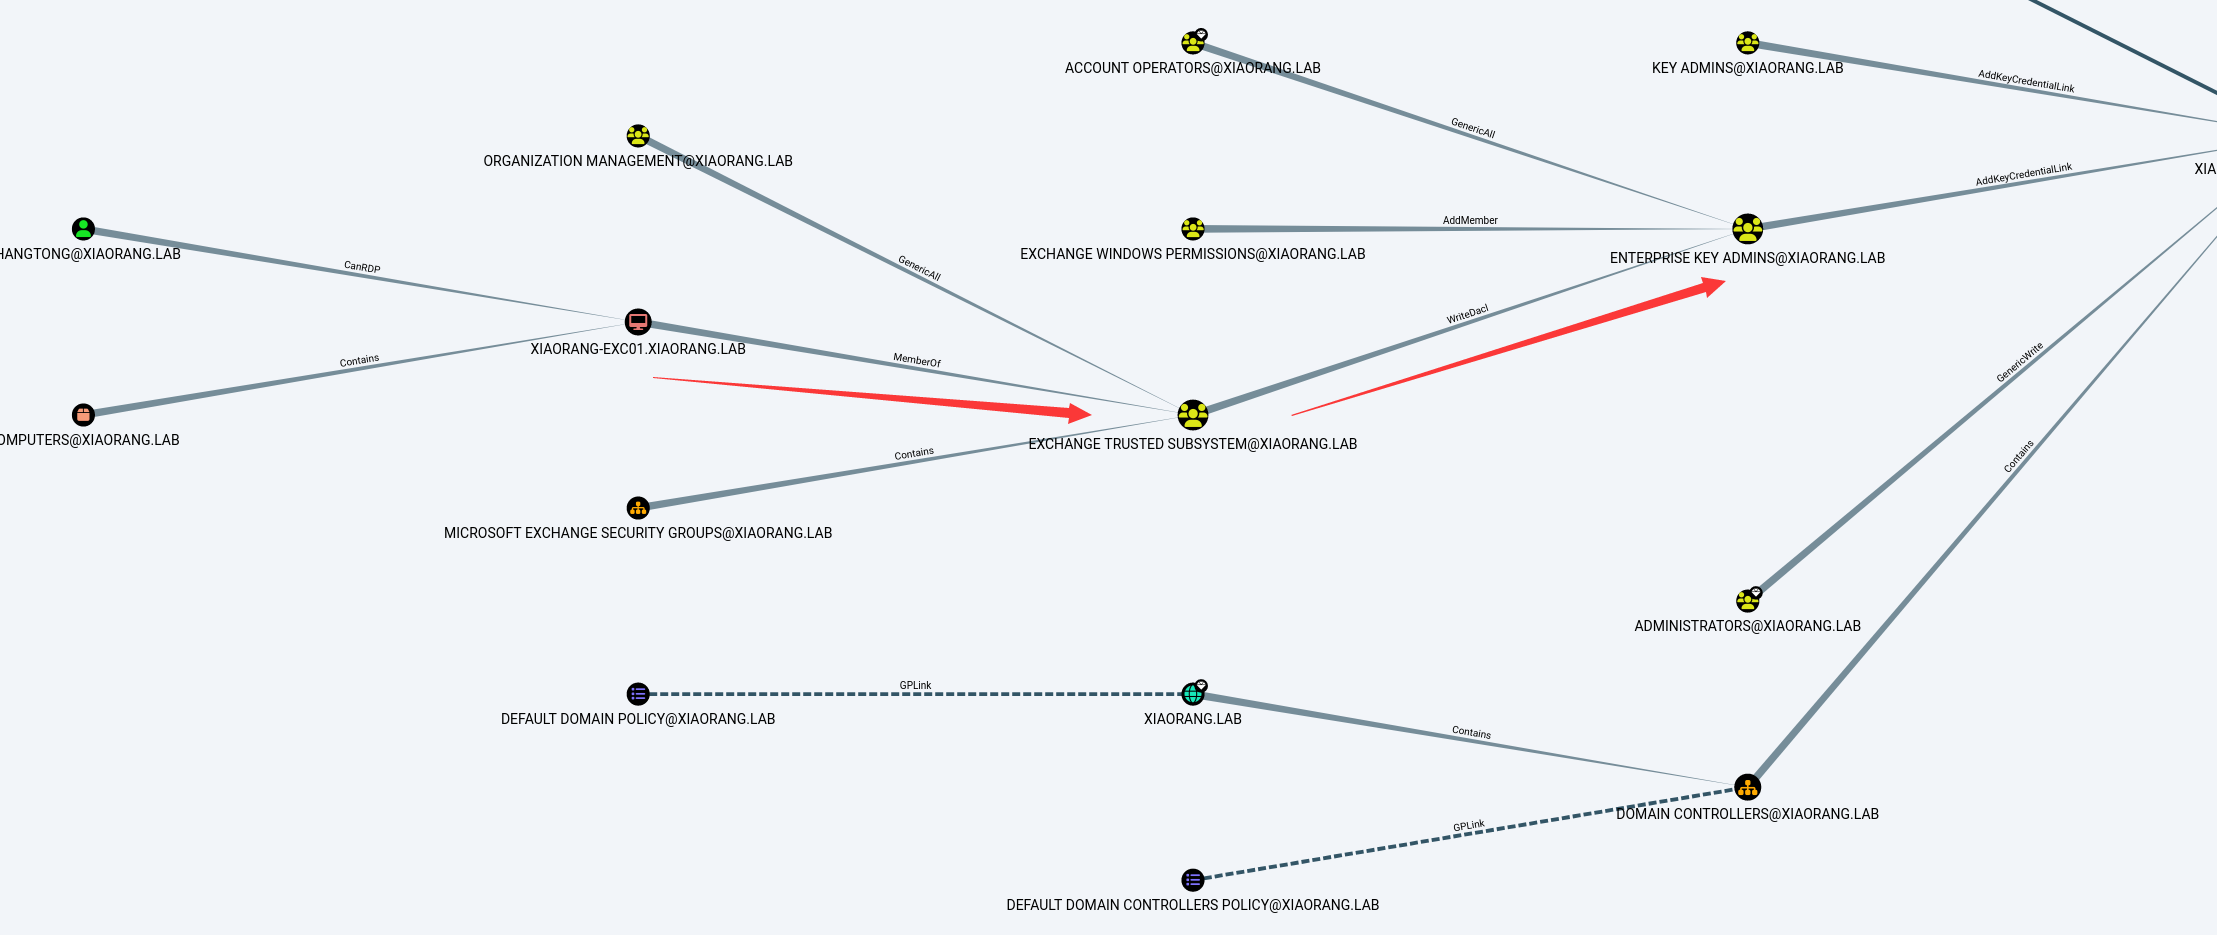 ACCOUNT OPERATORS@XIAORANG.LAB
KEY ADMINS@XIAORANG.LAB
AddKeyCredentialLink
GenericAll
ORGANIZATION MANAGEMENT@XIAORANG.LAB
AddKeyCredentialLink
XIA
HANGTONG@XIAORANG.LAB
CanRDP
GenericAll
EXCHANGE WINDOWS PERMISSIONS@XIAORANG.LAB
AddMember
ENTERPRISE KEY ADMINS@XIAORANG.LAB
XIAORANG-EXC01.XIAORANG.LAB
WriteDacl
Contains
MemberOf
GenericWrite
OMPUTERS@XIAORANG.LAB
EXCHANGE TRUSTED SUBSYSTEM@XIAORANG.LAB
Contains
Contains
MICROSOFT EXCHANGE SECURITY GROUPS@XIAORANG.LAB
ADMINISTRATORS@XIAORANG.LAB
GPLink
DEFAULT DOMAIN POLICY@XIAORANG.LAB
XIAORANG.LAB
Contains
DOMAIN CONTROLLERS@XIAORANG.LAB
GPLink
DEFAULT DOMAIN CONTROLLERS POLICY@XIAORANG.LAB